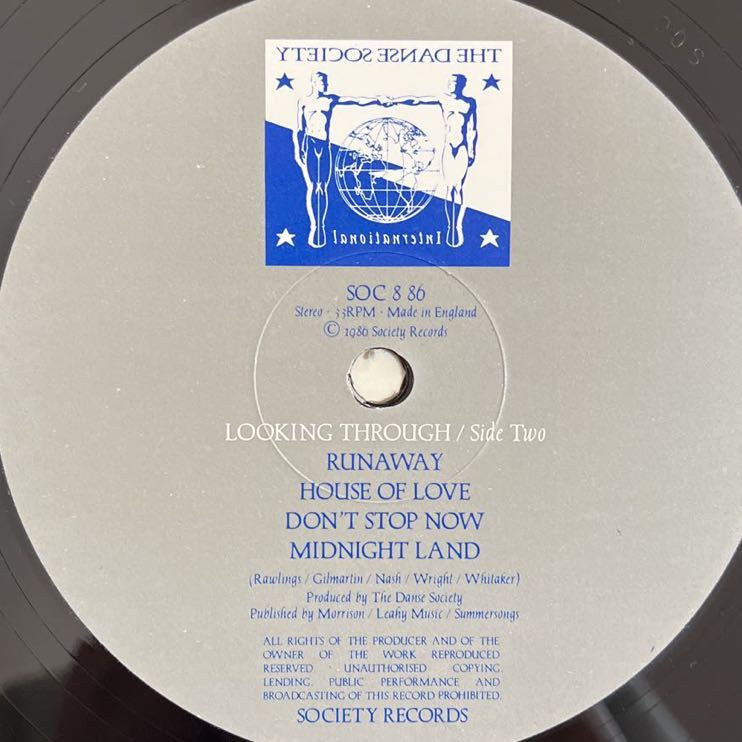 THE DANSE SOCIETY
International
SOC 8 86
Stereo · 33RPM · Made in England
© 1986 Society Records
LOOKING THROUGH / Side Two
RUNAWAY
HOUSE OF LOVE
DON'T STOP NOW
MIDNIGHT LAND
(Rawlings / Gilmartin / Nash / Wright / Whitaker)
Produced by The Danse Society
Published by Morrison / Leahy Music / Summersongs
ALL RIGHTS OF THE PRODUCER AND OF THE
OWNER OF THE WORK REPRODUCED
RESERVED. UNAUTHORISED COPYING,
LENDING, PUBLIC PERFORMANCE AND
BROADCASTING OF THIS RECORD PROHIBITED.
SOCIETY RECORDS